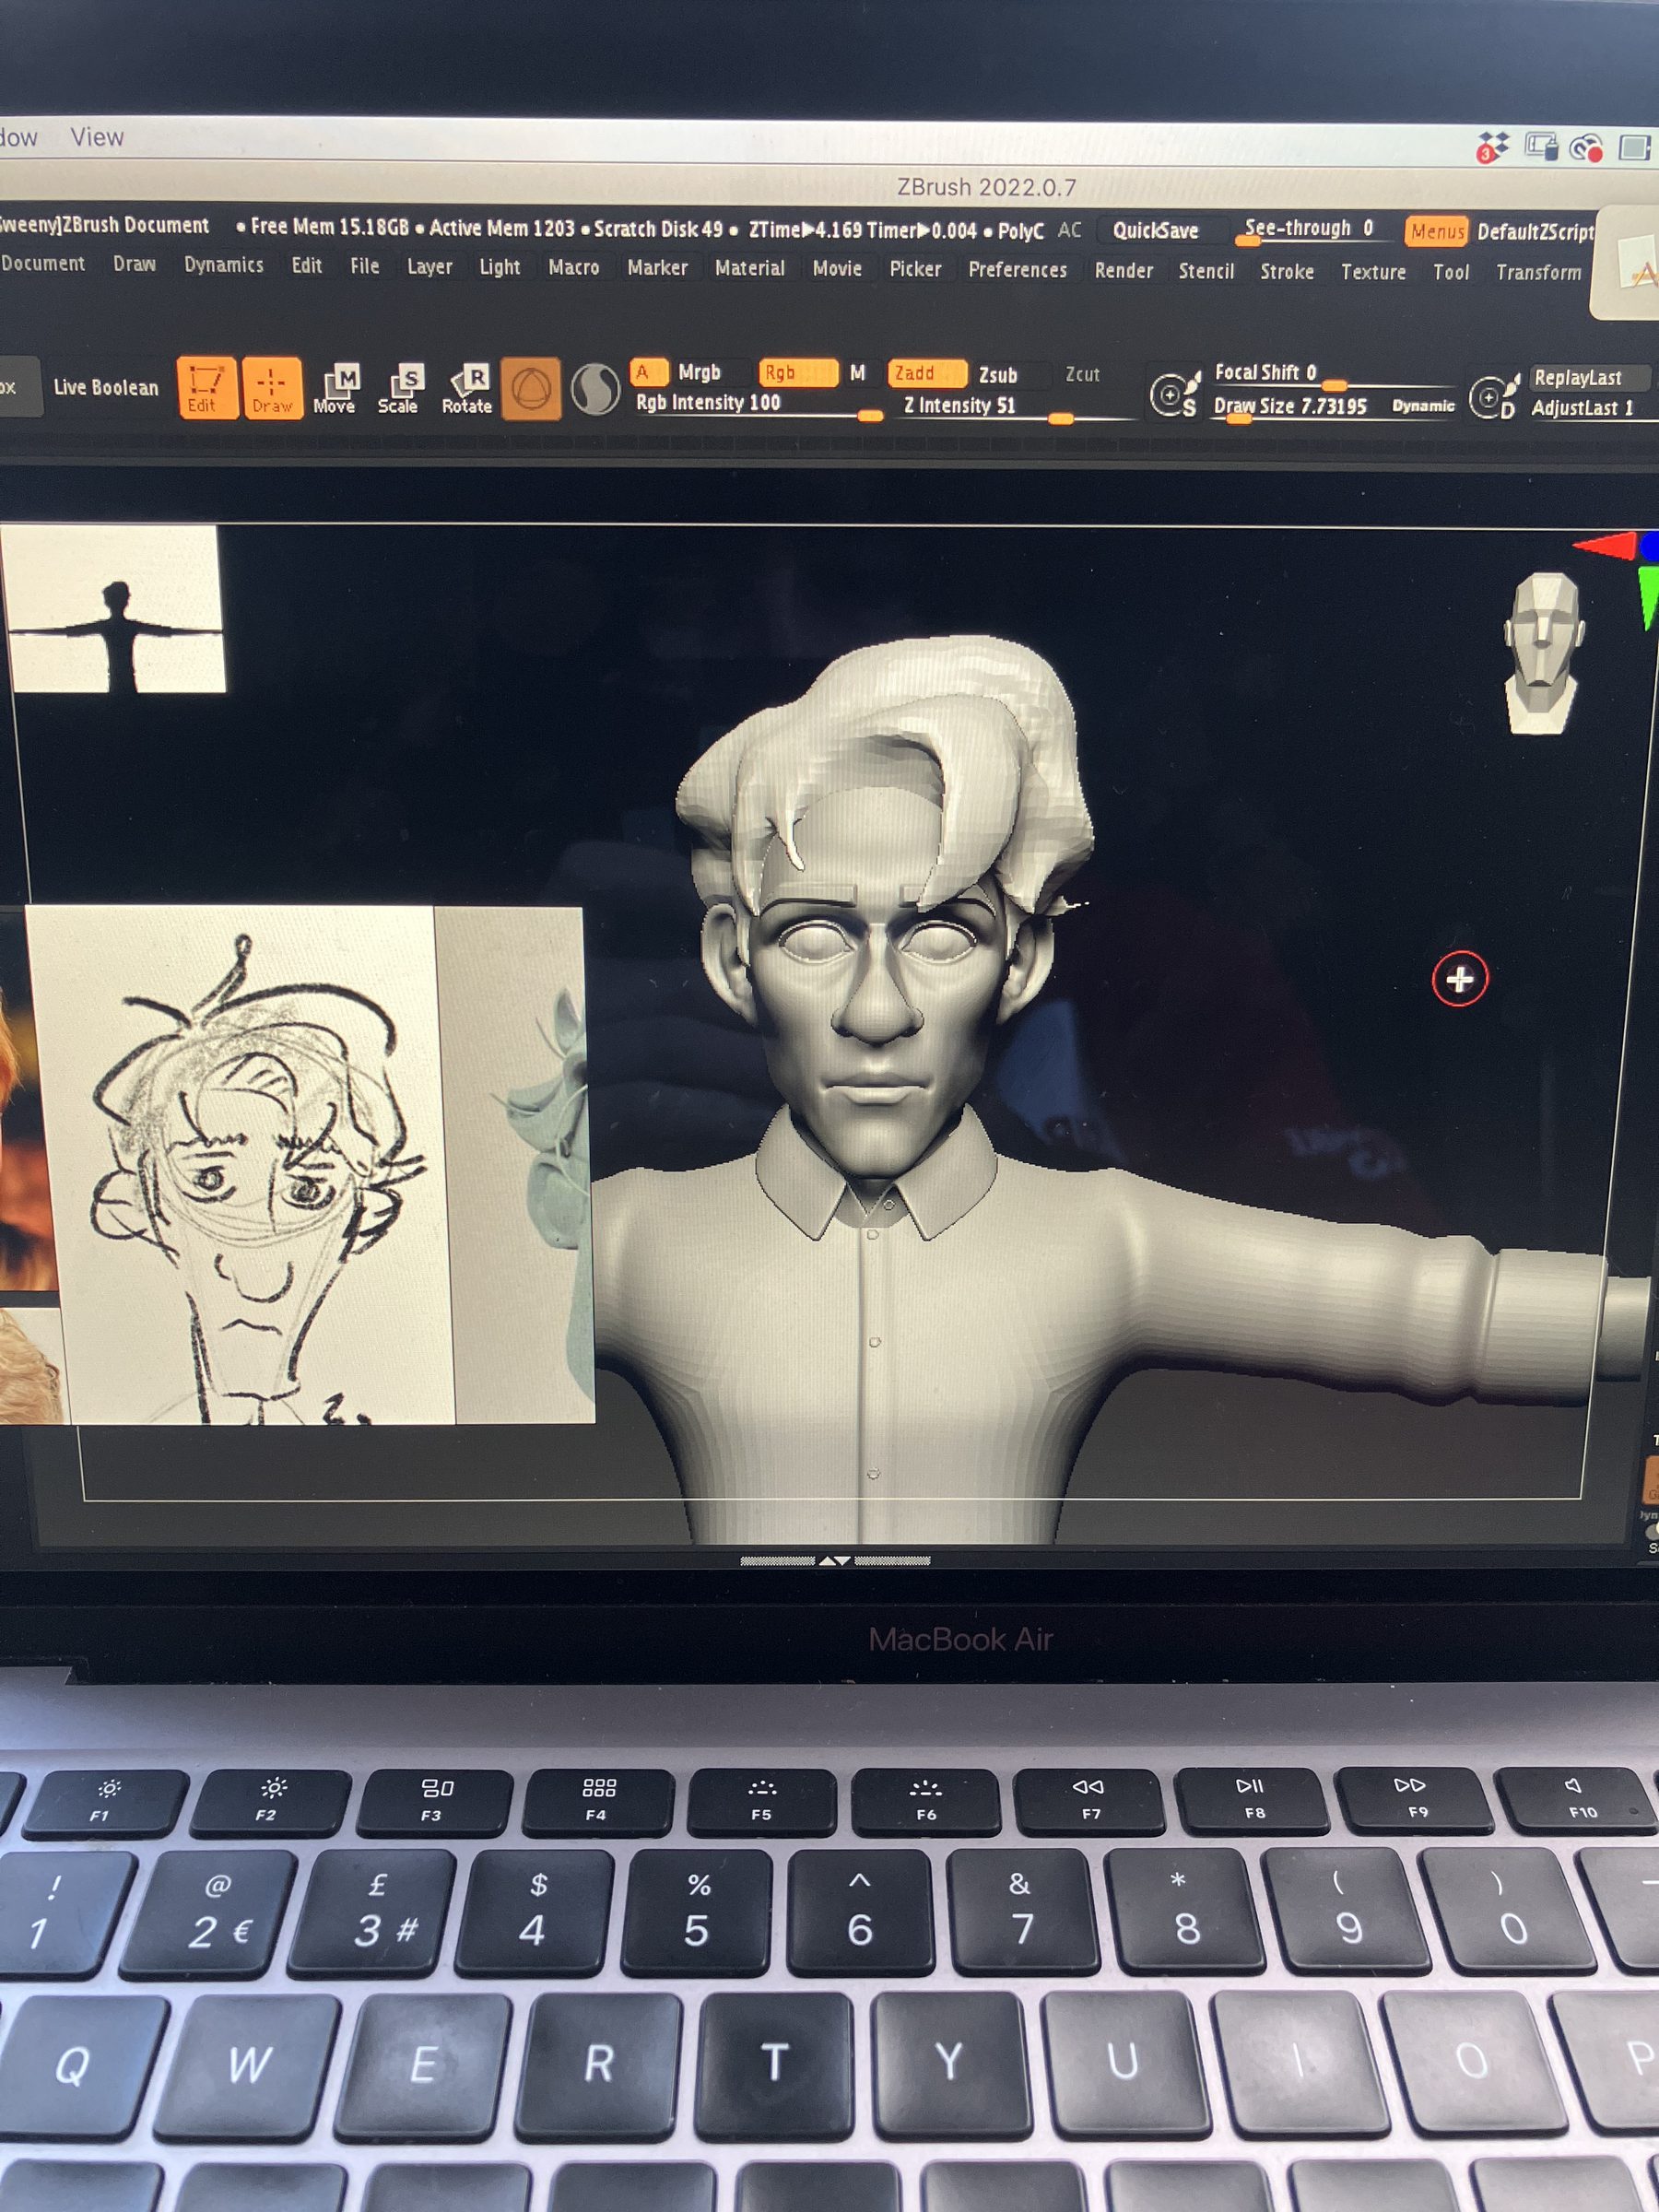 View
3
ZBrush 2022.0.7
ZBrush Document • Free Mem 15.18GB • Active Mem 1203 • Scratch Disk 49 • ZTime▶4.169 Timer▶0.004 • PolyC AC QuickSave See-through 0 Menus DefaultZScript
Document Draw Dynamics Edit File Layer Light Macro Marker Material Movie Picker Preferences Render Stencil Stroke Texture Tool Transform
Live Boolean Edit Draw Move Scale Rotate
M S R
A Mrgb Rgb M Zadd Zsub Zcut
Rgb Intensity 100 Z Intensity 51
S Focal Shift 0
Draw Size 7.73195 Dynamic
D ReplayLast
AdjustLast 1
MacBook Air
F1 F2 F3 F4 F5 F6 F7 F8 F9 F10
! @ £ $ % ^ & * ( )
1 2 € 3 # 4 5 6 7 8 9 0
Q W E R T Y U I O P